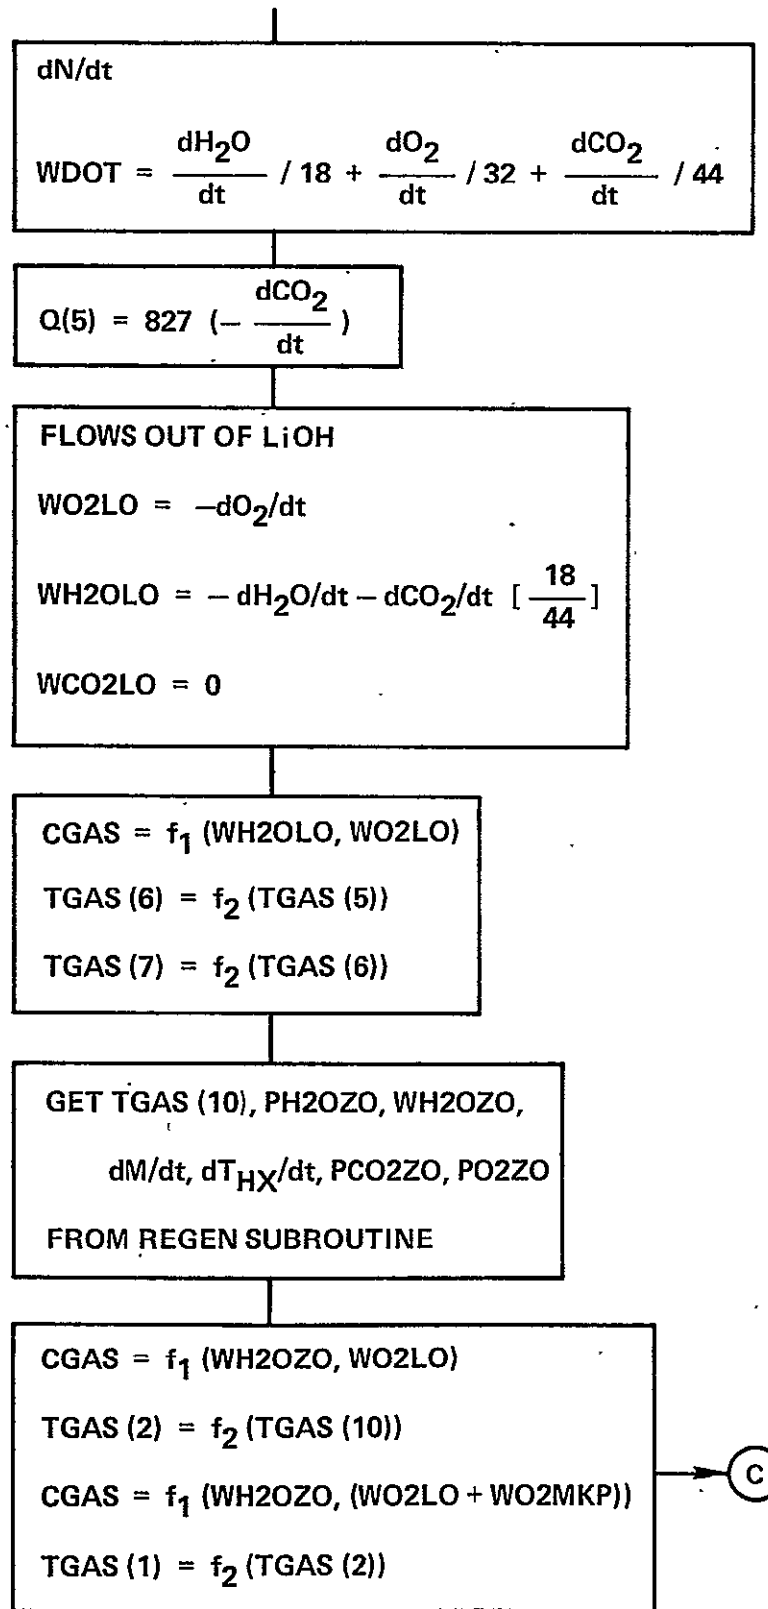 dN/dt
WDOT = dH₂O/dt / 18 + dO₂/dt / 32 + dCO₂/dt / 44
Q(5) = 827 (− dCO₂/dt )
FLOWS OUT OF LiOH
WO2LO = −dO₂/dt
WH2OLO = − dH₂O/dt − dCO₂/dt [ 18/44 ]
WCO2LO = 0
CGAS = f₁ (WH2OLO, WO2LO)
TGAS (6) = f₂ (TGAS (5))
TGAS (7) = f₂ (TGAS (6))
GET TGAS (10), PH2OZO, WH2OZO,
dM/dt, dT_HX/dt, PCO2ZO, PO2ZO
FROM REGEN SUBROUTINE
CGAS = f₁ (WH2OZO, WO2LO)
TGAS (2) = f₂ (TGAS (10))
CGAS = f₁ (WH2OZO, (WO2LO + WO2MKP))
TGAS (1) = f₂ (TGAS (2))
C